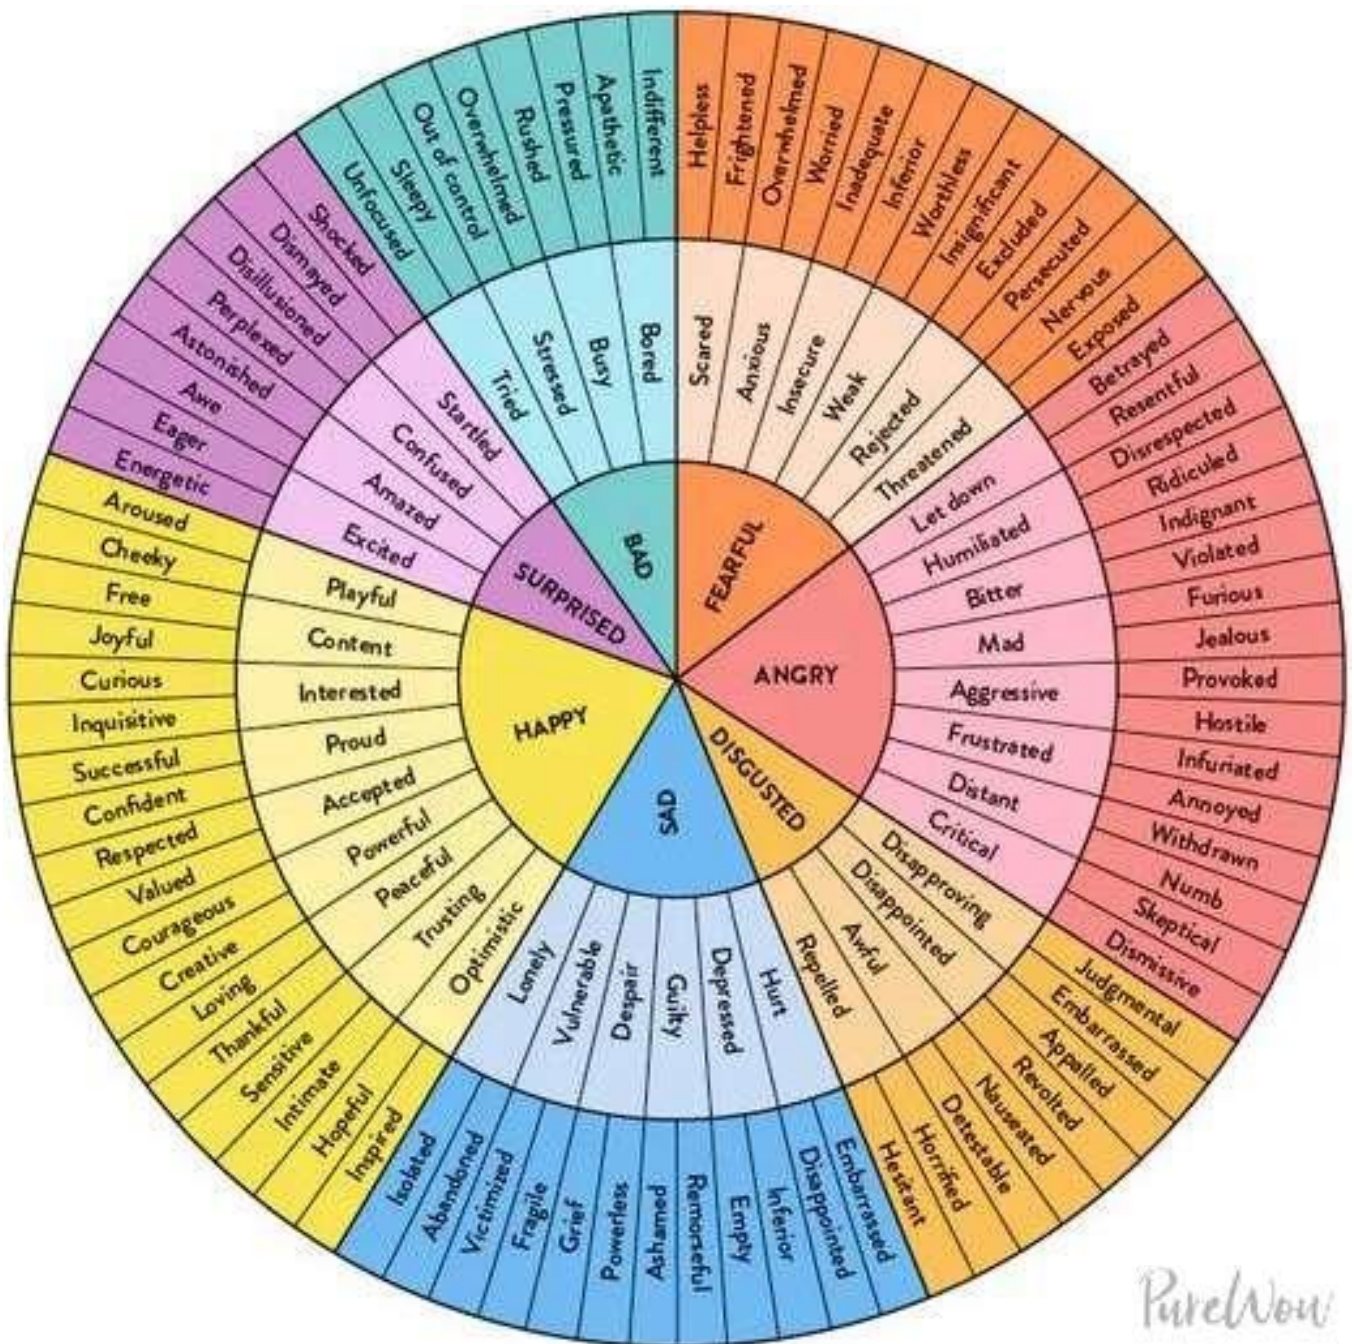 FEARFUL
Scared
Anxious
Insecure
Weak
Rejected
Threatened
Helpless
Frightened
Overwhelmed
Worried
Inadequate
Inferior
Worthless
Insignificant
Excluded
Persecuted
Nervous
Exposed
ANGRY
Let down
Humiliated
Bitter
Mad
Aggressive
Frustrated
Distant
Critical
Betrayed
Resentful
Disrespected
Ridiculed
Indignant
Violated
Furious
Jealous
Provoked
Hostile
Infuriated
Annoyed
Withdrawn
Numb
Skeptical
Dismissive
DISGUSTED
Disapproving
Disappointed
Awful
Repelled
Judgmental
Embarrassed
Appalled
Revolted
Nauseated
Detestable
Horrified
Hesitant
SAD
Hurt
Depressed
Guilty
Despair
Vulnerable
Lonely
Embarrassed
Disappointed
Inferior
Empty
Remorseful
Ashamed
Powerless
Grief
Fragile
Victimized
Abandoned
Isolated
HAPPY
Optimistic
Trusting
Peaceful
Powerful
Accepted
Proud
Interested
Content
Playful
Inspired
Hopeful
Intimate
Sensitive
Thankful
Loving
Creative
Courageous
Valued
Respected
Confident
Successful
Inquisitive
Curious
Joyful
Free
Cheeky
Aroused
SURPRISED
Excited
Amazed
Confused
Startled
Energetic
Eager
Awe
Astonished
Perplexed
Disillusioned
Dismayed
Shocked
BAD
Tried
Stressed
Busy
Bored
Unfocused
Sleepy
Out of control
Overwhelmed
Rushed
Pressured
Apathetic
Indifferent
PureWow